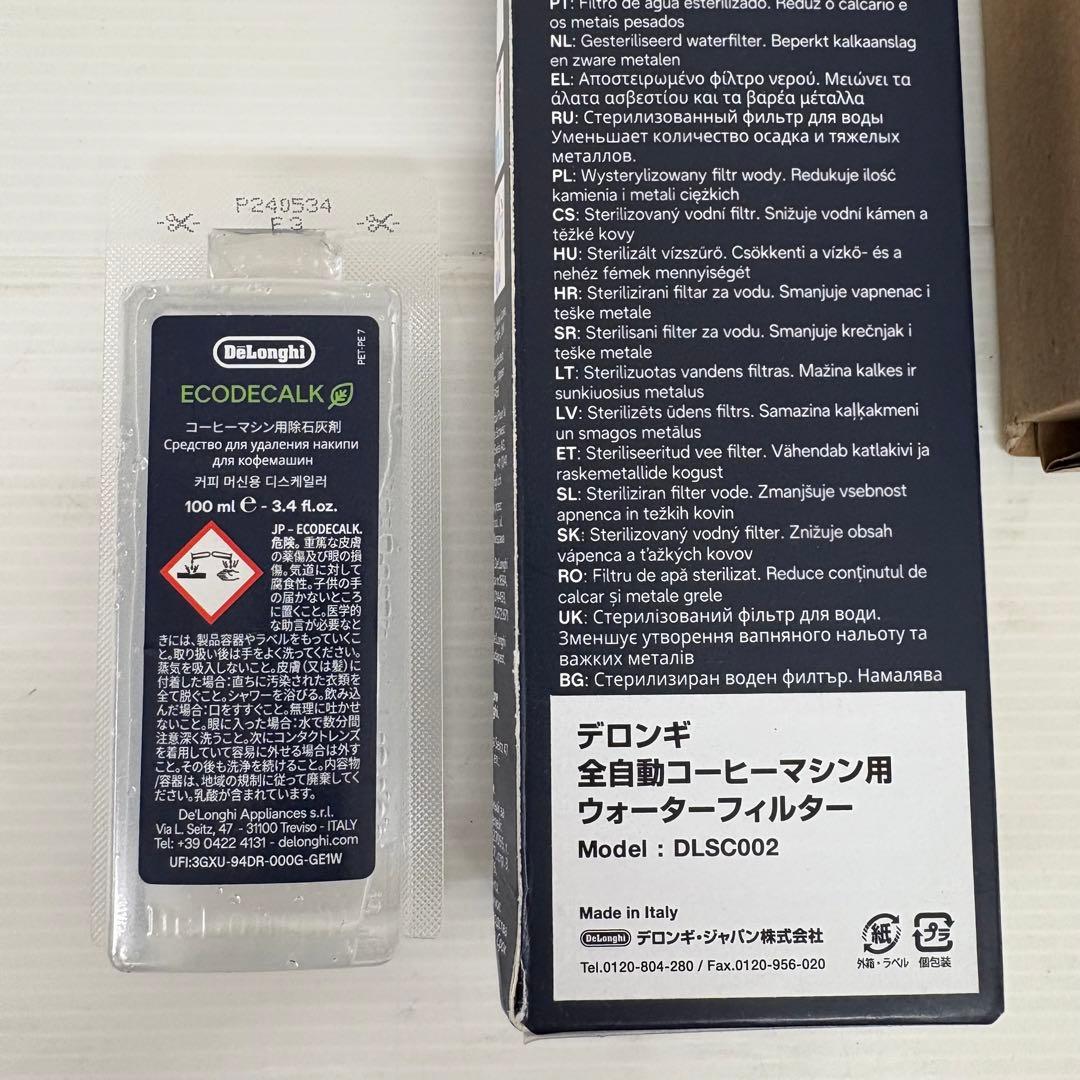 P240534
F3
DeLonghi
PET-PE 7
ECODECALK
コーヒーマシン用除石灰剤
Средство для удаления накипи
для кофемашин
커피 머신용 디스케일러
100 ml ℮ - 3.4 fl.oz.
JP – ECODECALK.
危険。重篤な皮膚
の薬傷及び眼の損
傷。気道に対して
腐食性。子供の手
の届かないところ
に置くこと。医学的
な助言が必要なと
きには、製品容器やラベルをもっていくこ
と。取り扱い後は手をよく洗ってください。
蒸気を吸入しないこと。皮膚（又は髪）に
付着した場合：直ちに汚染された衣類を
全て脱ぐこと。シャワーを浴びる。飲み込
んだ場合：口をすすぐこと。無理に吐かせ
ないこと。眼に入った場合：水で数分間
注意深く洗うこと。次にコンタクトレンズ
を着用していて容易に外せる場合は外す
こと。その後も洗浄を続けること。内容物
/容器は、地域の規制に従って廃棄してく
ださい。乳酸が含まれています。
De'Longhi Appliances s.r.l.
Via L. Seitz, 47 - 31100 Treviso - ITALY
Tel: +39 0422 4131 - delonghi.com
UFI:3GXU-94DR-000G-GE1W
PT: Filtro de água esterilizado. Reduz o calcário e
os metais pesados
NL: Gesteriliseerd waterfilter. Beperkt kalkaanslag
en zware metalen
EL: Αποστειρωμένο φίλτρο νερού. Μειώνει τα
άλατα ασβεστίου και τα βαρέα μέταλλα
RU: Стерилизованный фильтр для воды
Уменьшает количество осадка и тяжелых
металлов.
PL: Wysterylizowany filtr wody. Redukuje ilość
kamienia i metali ciężkich
CS: Sterilizovaný vodní filtr. Snižuje vodní kámen a
těžké kovy
HU: Sterilizált vízszűrő. Csökkenti a vízkő- és a
nehéz fémek mennyiségét
HR: Sterilizirani filtar za vodu. Smanjuje vapnenac i
teške metale
SR: Sterilisani filter za vodu. Smanjuje krečnjak i
teške metale
LT: Sterilizuotas vandens filtras. Mažina kalkes ir
sunkiuosius metalus
LV: Sterilizēts ūdens filtrs. Samazina kaļķakmeni
un smagos metālus
ET: Steriliseeritud vee filter. Vähendab katlakivi ja
raskemetallide kogust
SL: Steriliziran filter vode. Zmanjšuje vsebnost
apnenca in težkih kovin
SK: Sterilizovaný vodný filter. Znižuje obsah
vápenca a ťažkých kovov
RO: Filtru de apă sterilizat. Reduce conținutul de
calcar și metale grele
UK: Стерилізований фільтр для води.
Зменшує утворення вапняного нальоту та
важких металів
BG: Стерилизиран воден филтър. Намалява
デロンギ
全自動コーヒーマシン用
ウォーターフィルター
Model : DLSC002
Made in Italy
DeLonghi デロンギ・ジャパン株式会社
Tel.0120-804-280 / Fax.0120-956-020
紙
外箱・ラベル
プラ
個包装